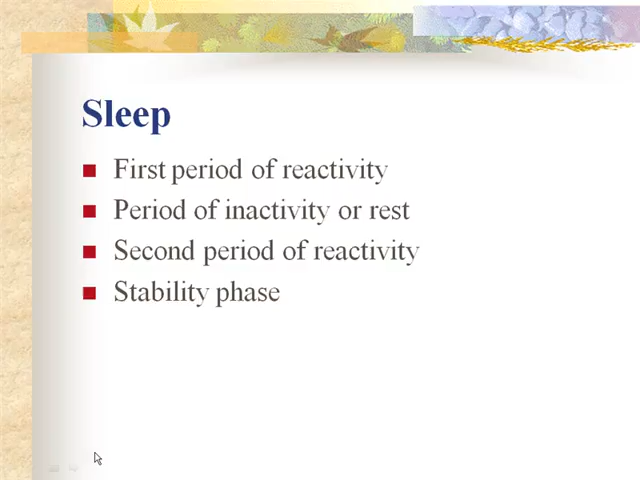 Sleep
First period of reactivity
Period of inactivity or rest
Second period of reactivity
Stability phase